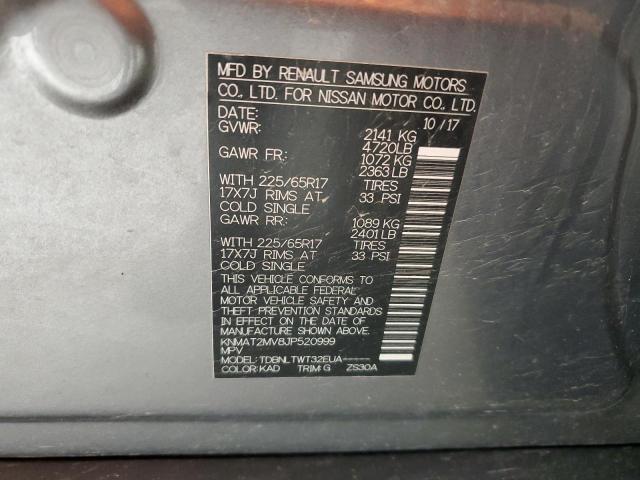 MFD BY RENAULT SAMSUNG MOTORS
CO., LTD. FOR NISSAN MOTOR CO., LTD.
DATE: 10/17
GVWR: 2141 KG
4720LB
GAWR FR: 1072 KG
2363 LB
WITH 225/65R17 TIRES
17X7J RIMS AT 33 PSI
COLD SINGLE
GAWR RR: 1089 KG
2401 LB
WITH 225/65R17 TIRES
17X7J RIMS AT 33 PSI
COLD SINGLE
THIS VEHICLE CONFORMS TO
ALL APPLICABLE FEDERAL
MOTOR VEHICLE SAFETY AND
THEFT PREVENTION STANDARDS
IN EFFECT ON THE DATE OF
MANUFACTURE SHOWN ABOVE.
KNMAT2MV8JP520999
MPV
MODEL: TDBNLTWT32EUA-----
COLOR: KAD TRIM: G ZS30A